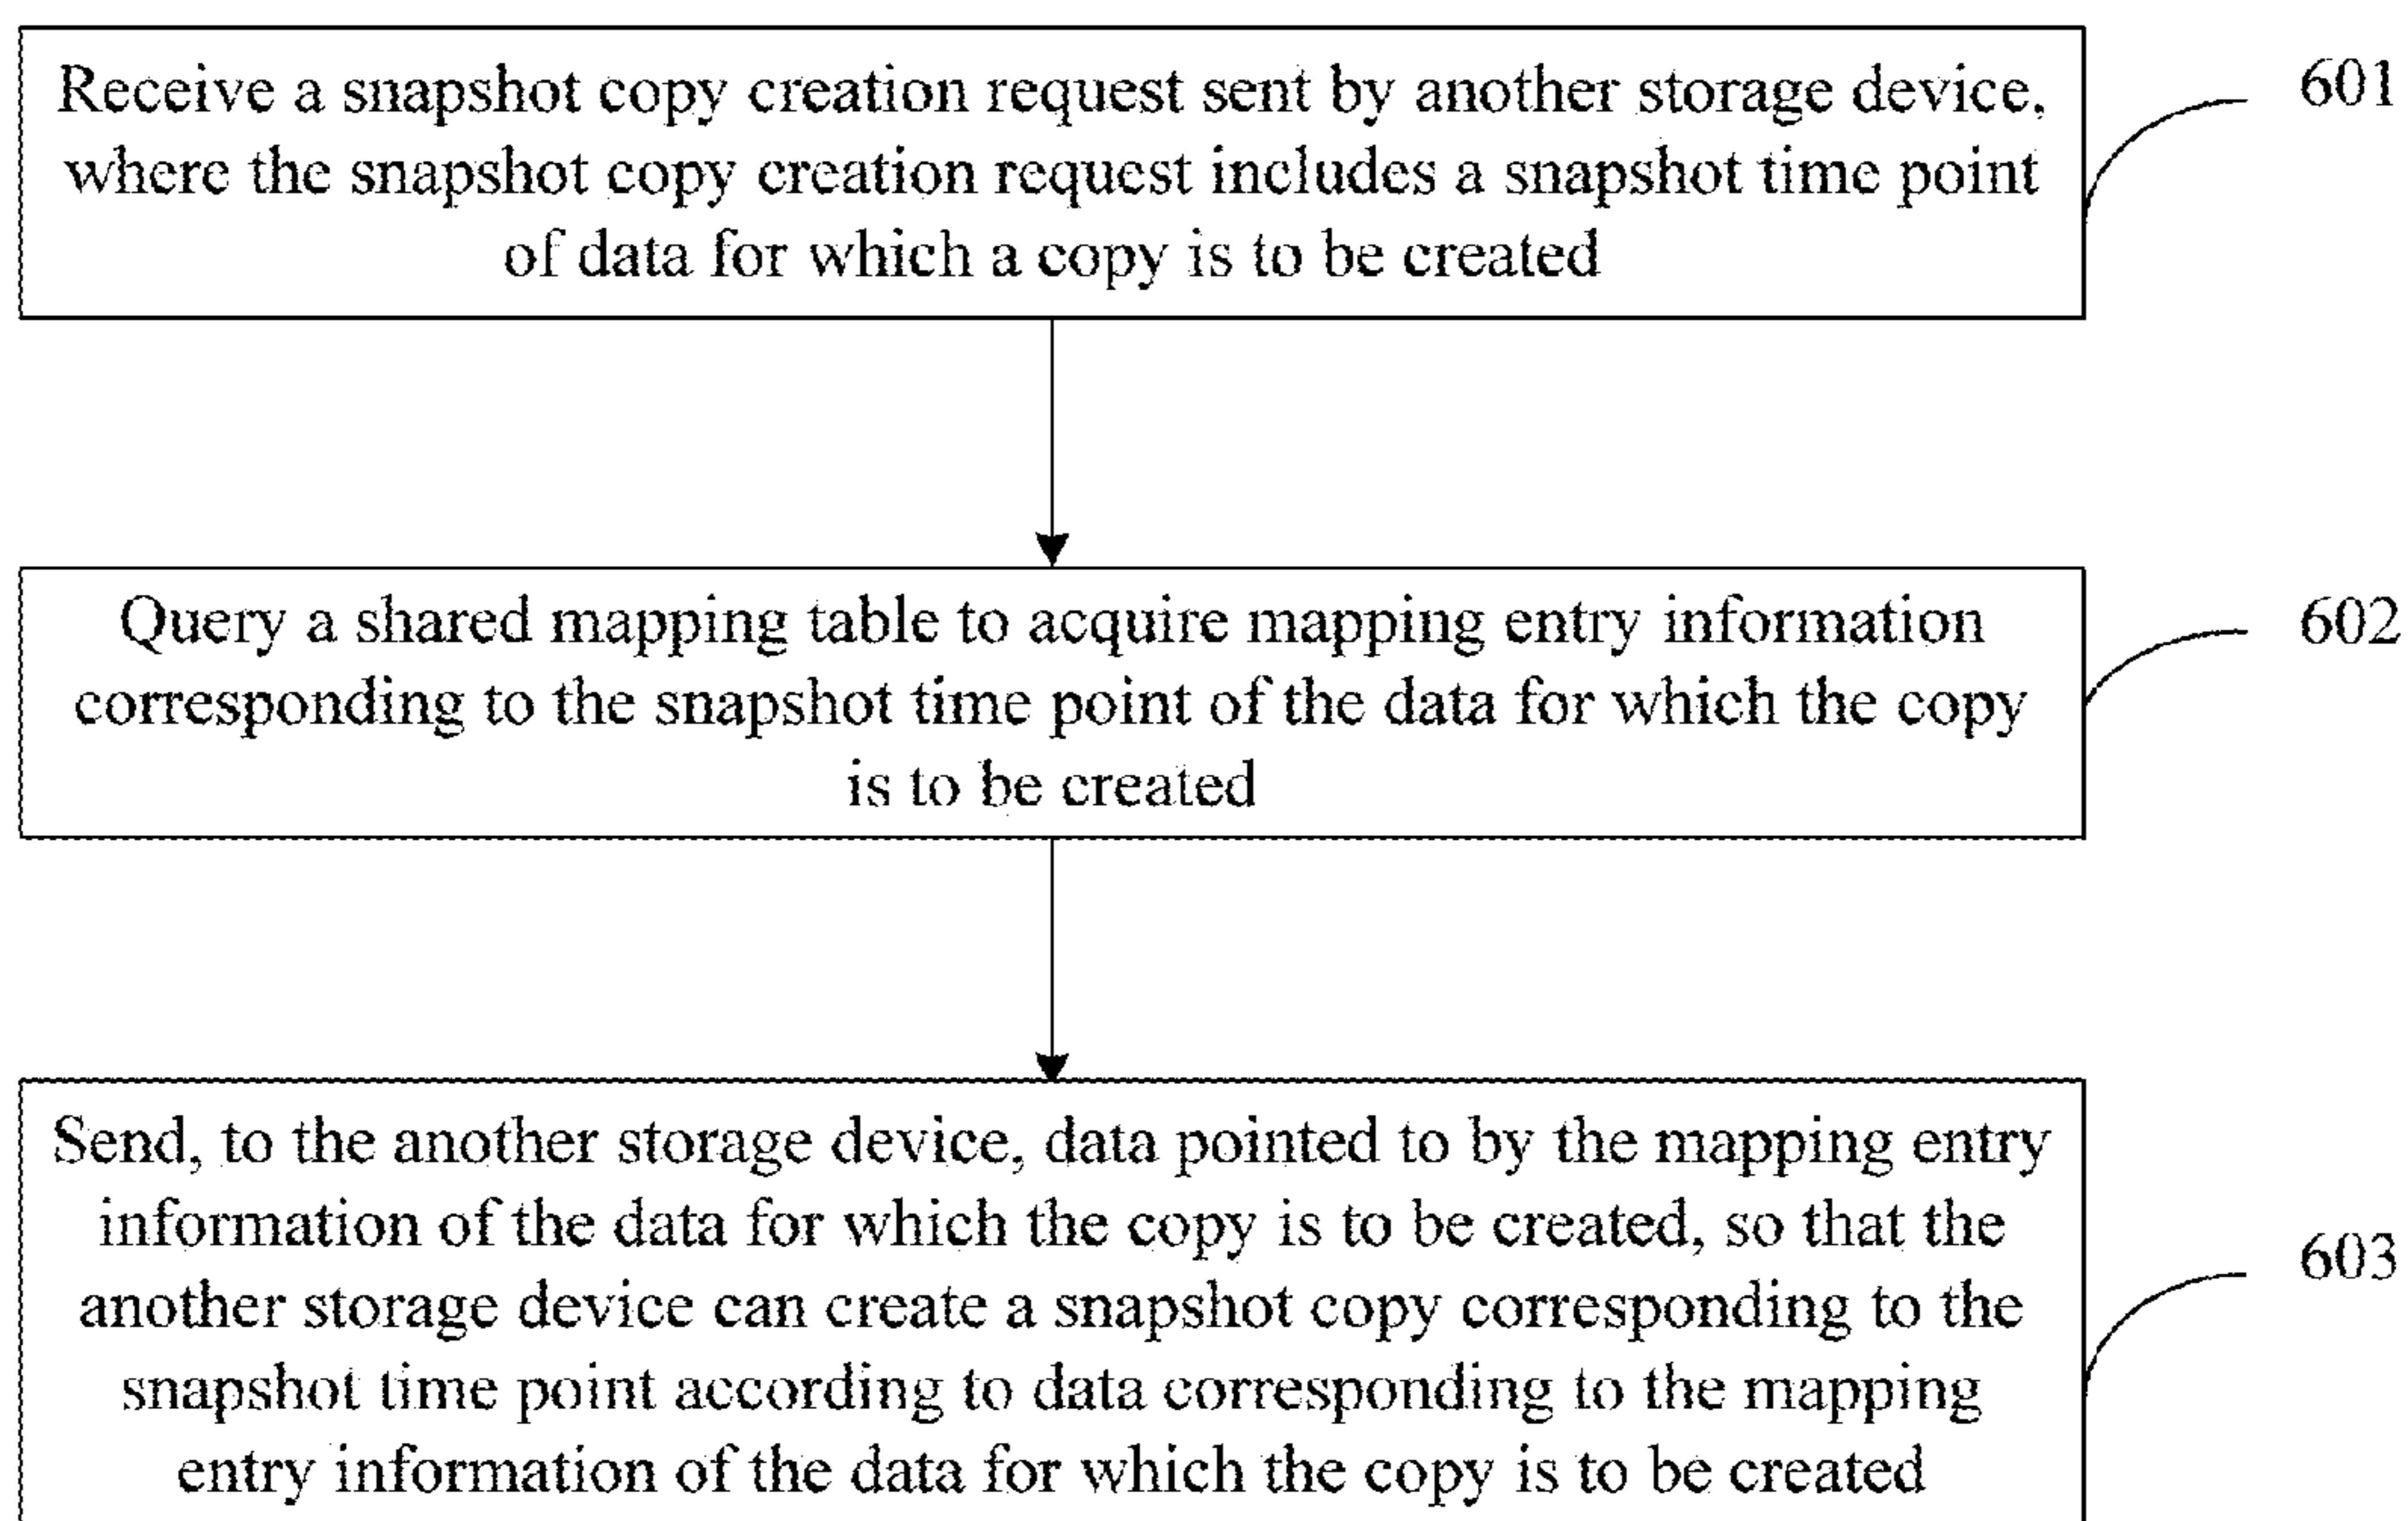 Receive a snapshot copy creation request sent by another storage device,
where the snapshot copy creation request includes a snapshot time point
of data for which a copy is to be created
601
Query a shared mapping table to acquire mapping entry information
corresponding to the snapshot time point of the data for which the copy
is to be created
602
Send, to the another storage device, data pointed to by the mapping entry
information of the data for which the copy is to be created, so that the
another storage device can create a snapshot copy corresponding to the
snapshot time point according to data corresponding to the mapping
entry information of the data for which the copy is to be created
603